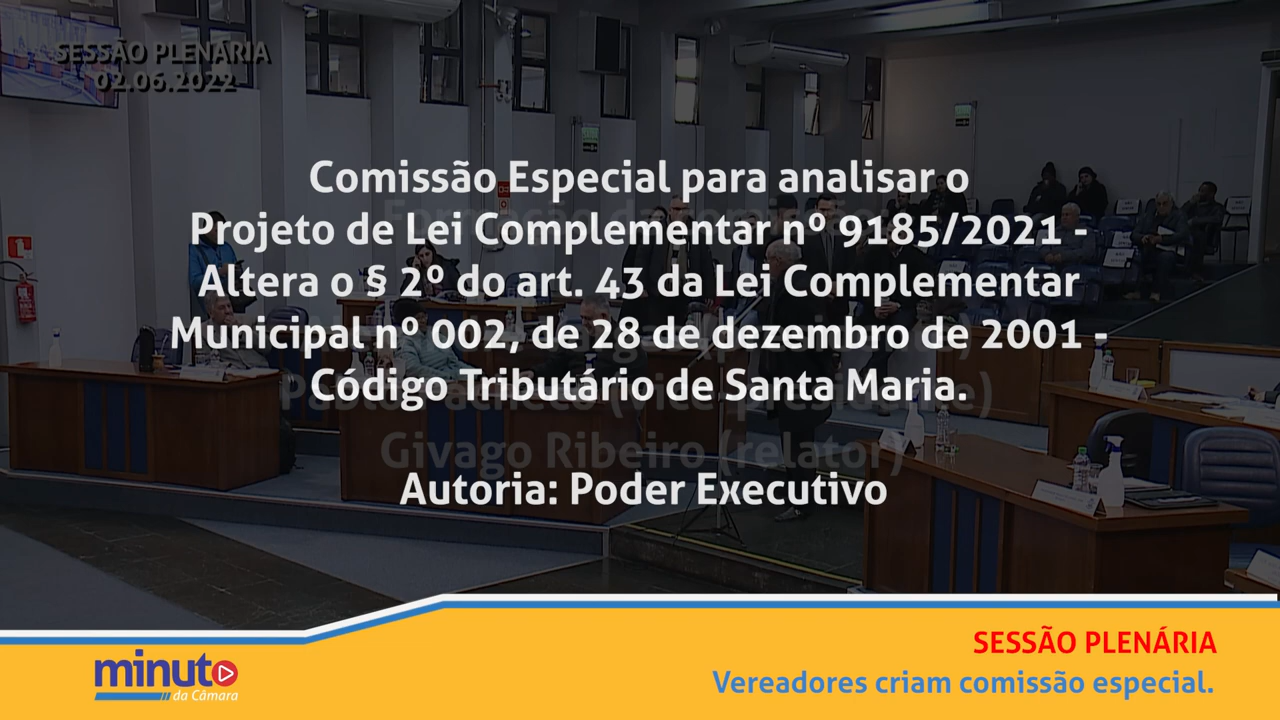 SESSÃO PLENÁRIA
02.06.2022
Comissão Especial para analisar o
Projeto de Lei Complementar nº 9185/2021 -
Altera o § 2º do art. 43 da Lei Complementar
Municipal nº 002, de 28 de dezembro de 2001 -
Código Tributário de Santa Maria.
Givago Ribeiro (relator)
Autoria: Poder Executivo
SESSÃO PLENÁRIA
Vereadores criam comissão especial.
minuto
da Câmara